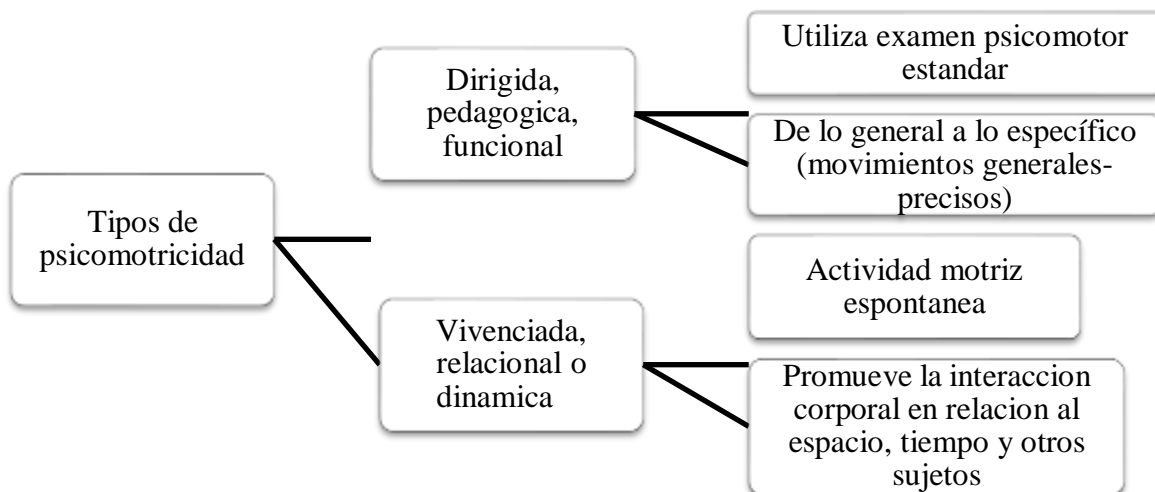 Tipos de
psicomotricidad
Dirigida,
pedagogica,
funcional
Utiliza examen psicomotor
estandar
De lo general a lo específico
(movimientos generales-
precisos)
Vivenciada,
relacional o
dinamica
Actividad motriz
espontanea
Promueve la interaccion
corporal en relacion al
espacio, tiempo y otros
sujetos